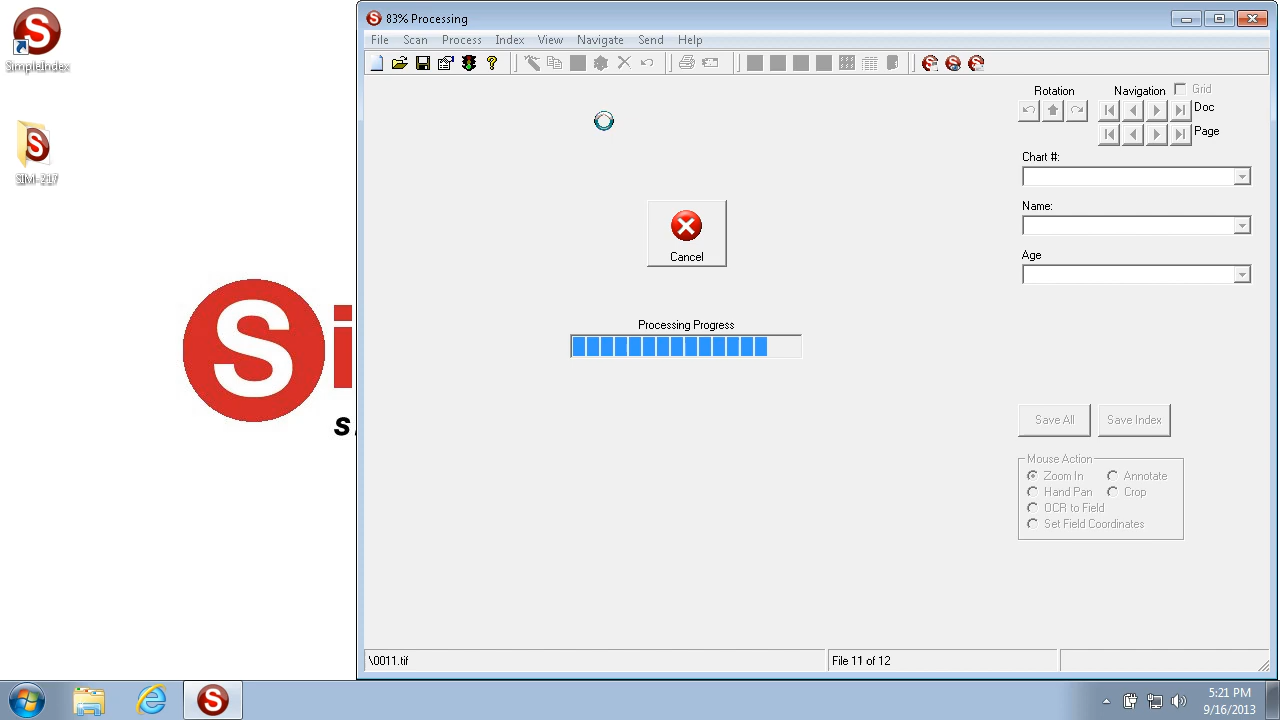 SimpleIndex
SIM-217
S
Si
s
83% Processing
File Scan Process Index View Navigate Send Help
Rotation
Navigation
Grid
Doc
Page
Chart #:
Name:
Age
Cancel
Processing Progress
Save All
Save Index
Mouse Action
Zoom In
Annotate
Hand Pan
Crop
OCR to Field
Set Field Coordinates
\0011.tif
File 11 of 12
5:21 PM
9/16/2013